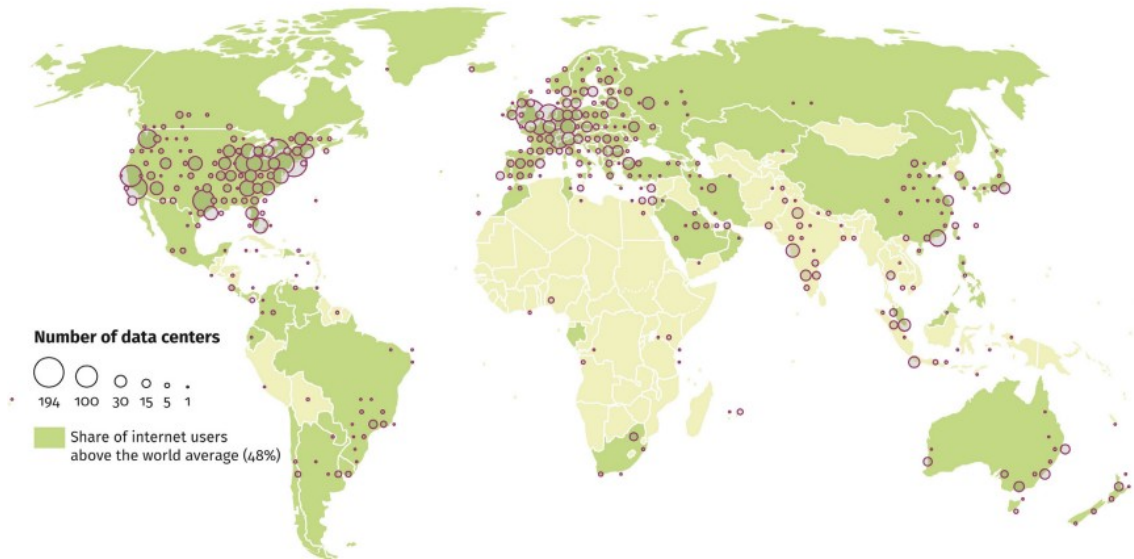 Number of data centers
194 100 30 15 5 1
Share of internet users
above the world average (48%)